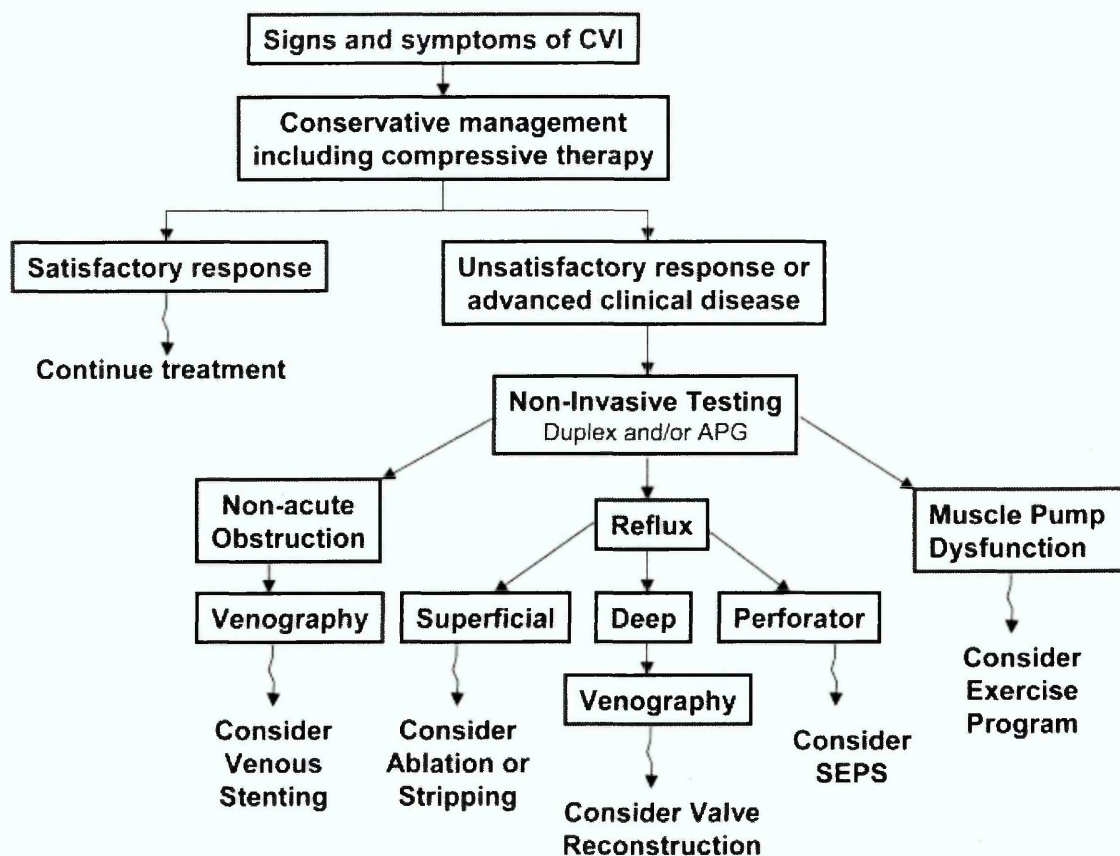 Signs and symptoms of CVI
Conservative management
including compressive therapy
Satisfactory response
Unsatisfactory response or
advanced clinical disease
Continue treatment
Non-Invasive Testing
Duplex and/or APG
Non-acute
Obstruction
Reflux
Muscle Pump
Dysfunction
Venography
Superficial
Deep
Perforator
Venography
Consider
Venous
Stenting
Consider
Ablation or
Stripping
Consider Valve
Reconstruction
Consider
SEPS
Consider
Exercise
Program